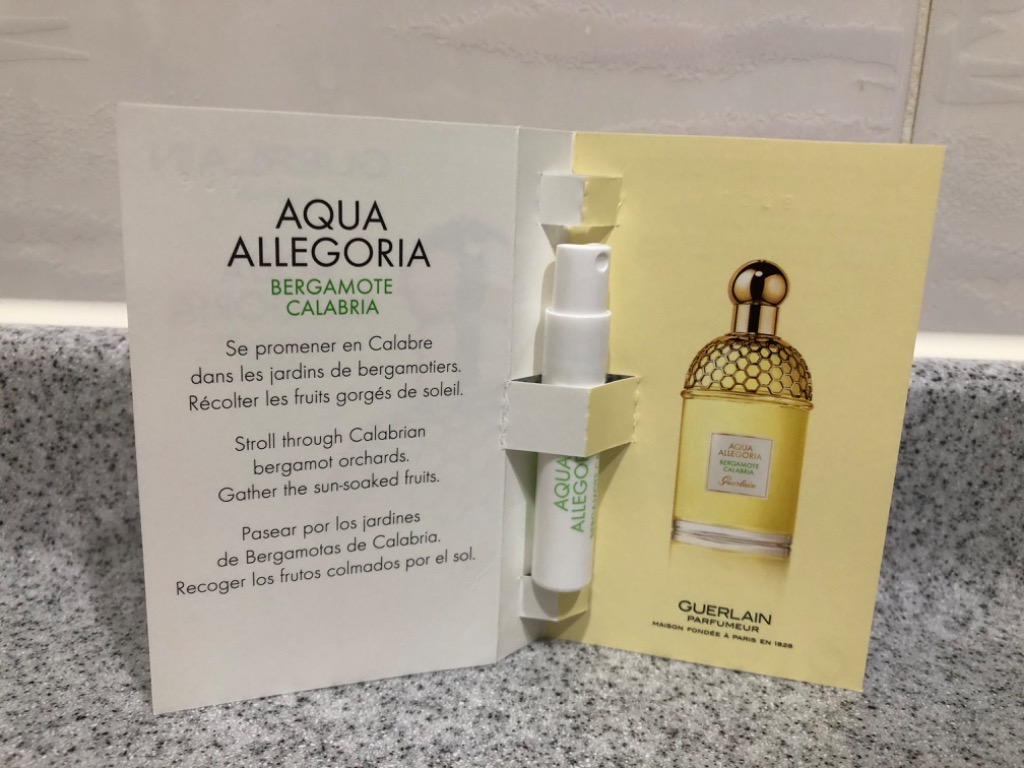 AQUA
ALLEGORIA
BERGAMOTE
CALABRIA
Se promener en Calabre
dans les jardins de bergamotiers.
Récolter les fruits gorgés de soleil.
Stroll through Calabrian
bergamot orchards.
Gather the sun-soaked fruits.
Pasear por los jardines
de Bergamotas de Calabria.
Recoger los frutos colmados por el sol.
AQUA
ALLEGOR
AQUA
ALLEGORIA
BERGAMOTE
CALABRIA
Guerlain
GUERLAIN
PARFUMEUR
MAISON FONDÉE À PARIS EN 1828